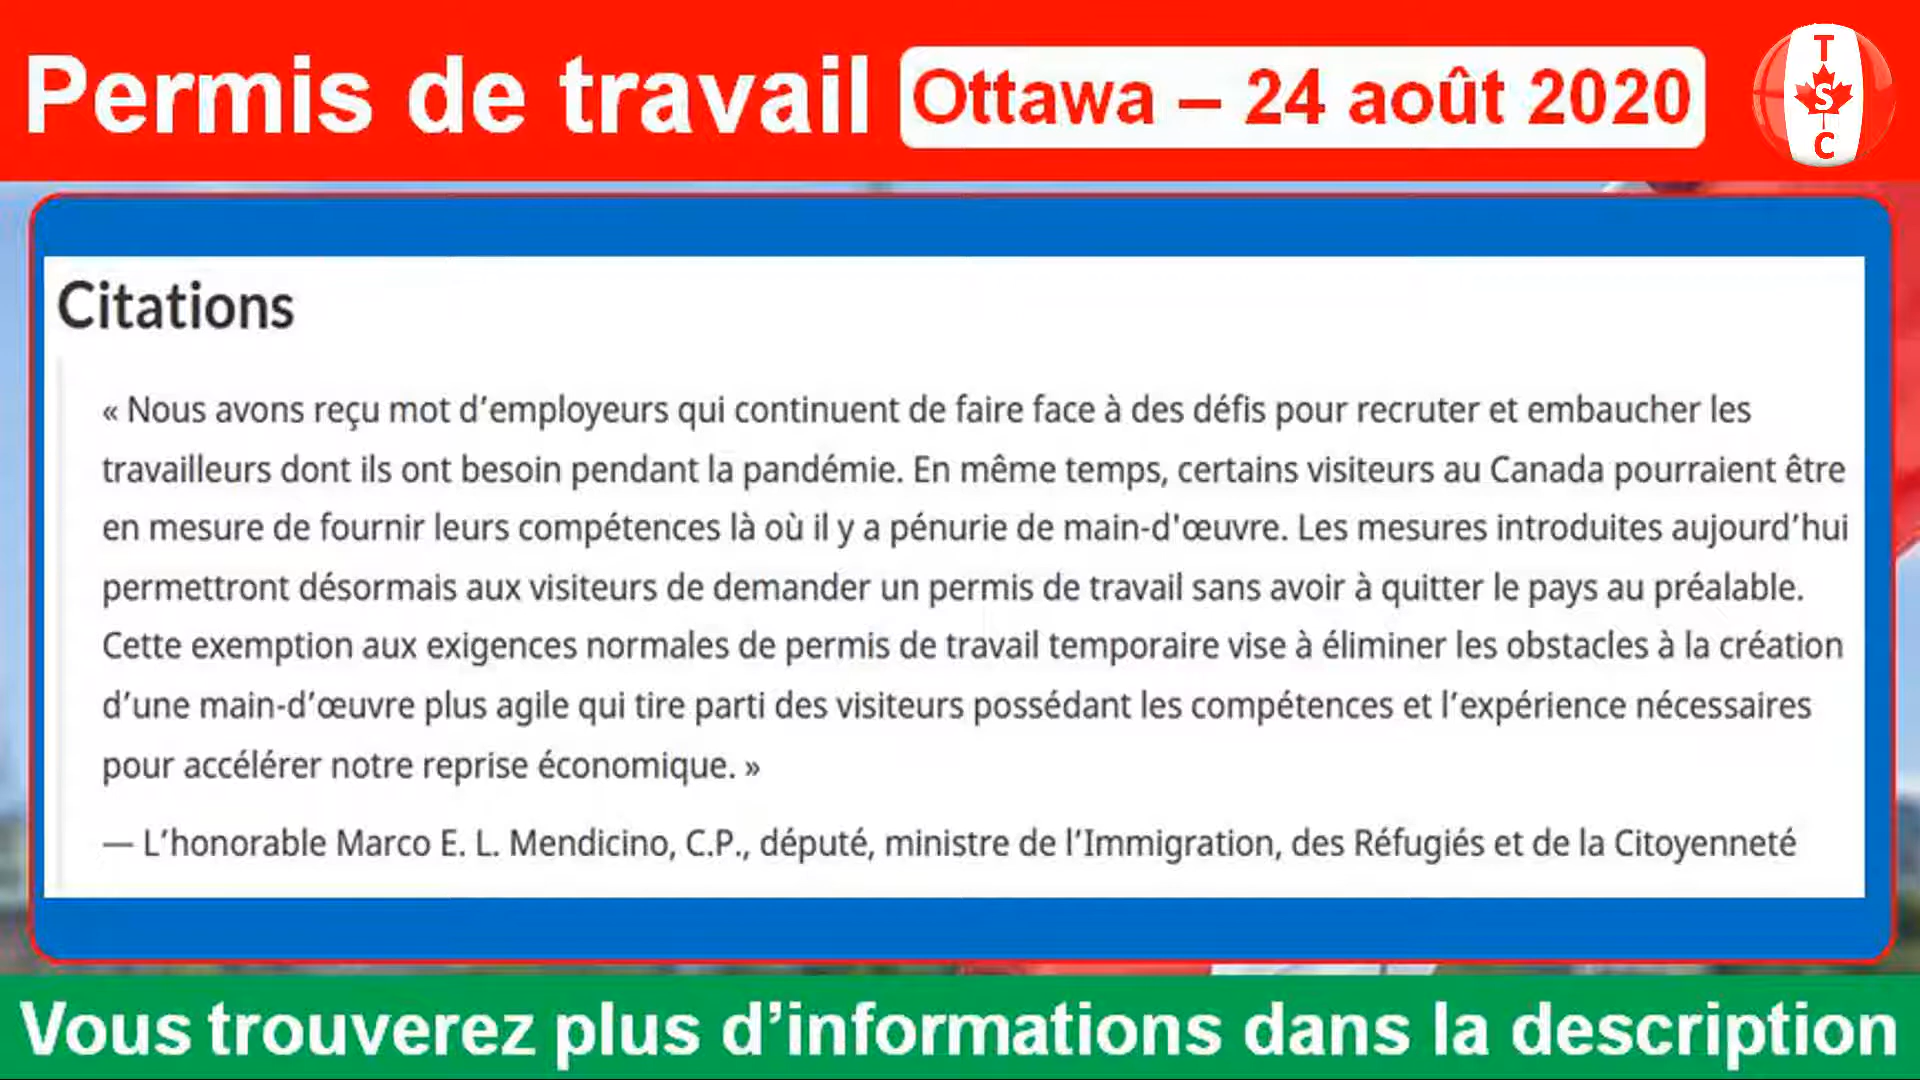 Permis de travail
Ottawa – 24 août 2020
T
S
C
Citations
« Nous avons reçu mot d’employeurs qui continuent de faire face à des défis pour recruter et embaucher les
travailleurs dont ils ont besoin pendant la pandémie. En même temps, certains visiteurs au Canada pourraient être
en mesure de fournir leurs compétences là où il y a pénurie de main-d'œuvre. Les mesures introduites aujourd’hui
permettront désormais aux visiteurs de demander un permis de travail sans avoir à quitter le pays au préalable.
Cette exemption aux exigences normales de permis de travail temporaire vise à éliminer les obstacles à la création
d’une main-d’œuvre plus agile qui tire parti des visiteurs possédant les compétences et l’expérience nécessaires
pour accélérer notre reprise économique. »
— L’honorable Marco E. L. Mendicino, C.P., député, ministre de l’Immigration, des Réfugiés et de la Citoyenneté
Vous trouverez plus d’informations dans la description